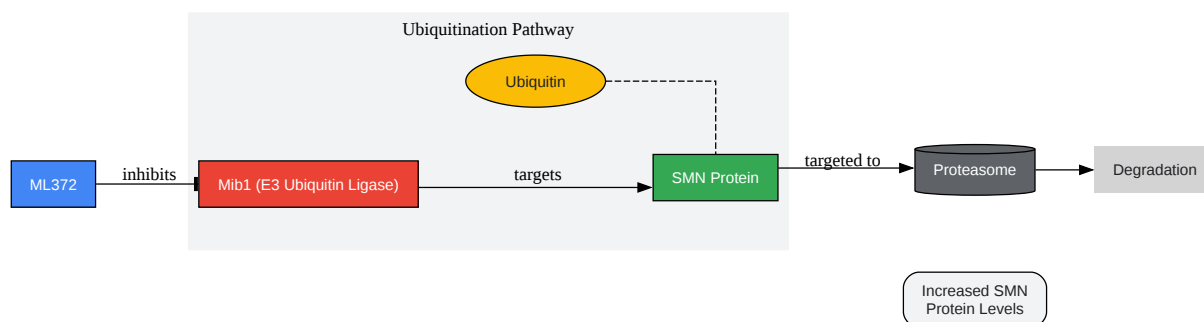 Ubiquitination Pathway
Ubiquitin
ML372
inhibits
Mib1 (E3 Ubiquitin Ligase)
targets
SMN Protein
targeted to
Proteasome
Degradation
Increased SMN
Protein Levels